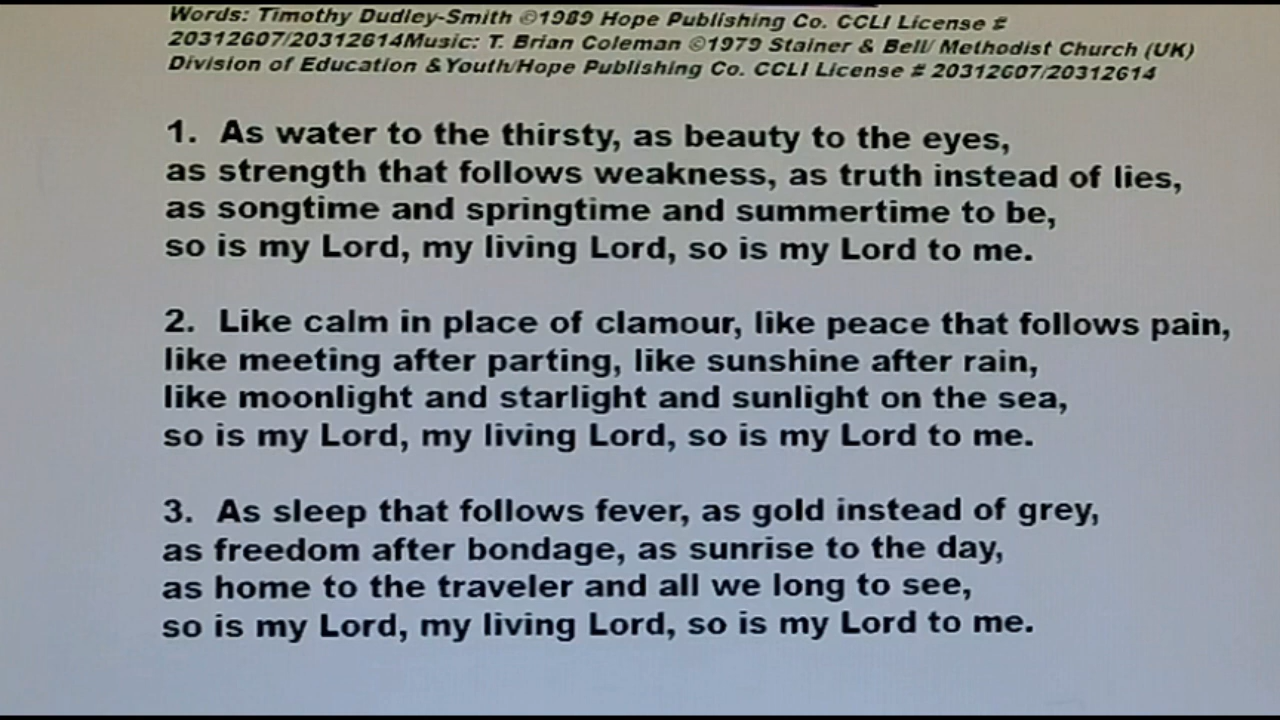 Words: Timothy Dudley-Smith ©1989 Hope Publishing Co. CCLI License #
20312607/20312614Music: T. Brian Coleman ©1979 Stainer & Bell/ Methodist Church (UK)
Division of Education &Youth/Hope Publishing Co. CCLI License # 20312607/20312614
1. As water to the thirsty, as beauty to the eyes,
as strength that follows weakness, as truth instead of lies,
as songtime and springtime and summertime to be,
so is my Lord, my living Lord, so is my Lord to me.
2. Like calm in place of clamour, like peace that follows pain,
like meeting after parting, like sunshine after rain,
like moonlight and starlight and sunlight on the sea,
so is my Lord, my living Lord, so is my Lord to me.
3. As sleep that follows fever, as gold instead of grey,
as freedom after bondage, as sunrise to the day,
as home to the traveler and all we long to see,
so is my Lord, my living Lord, so is my Lord to me.